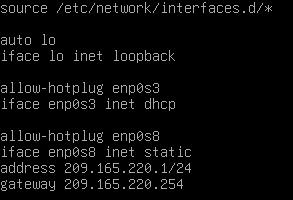 source /etc/network/interfaces.d/*
auto lo
iface lo inet loopback
allow-hotplug enp0s3
iface enp0s3 inet dhcp
allow-hotplug enp0s8
iface enp0s8 inet static
address 209.165.220.1/24
gateway 209.165.220.254